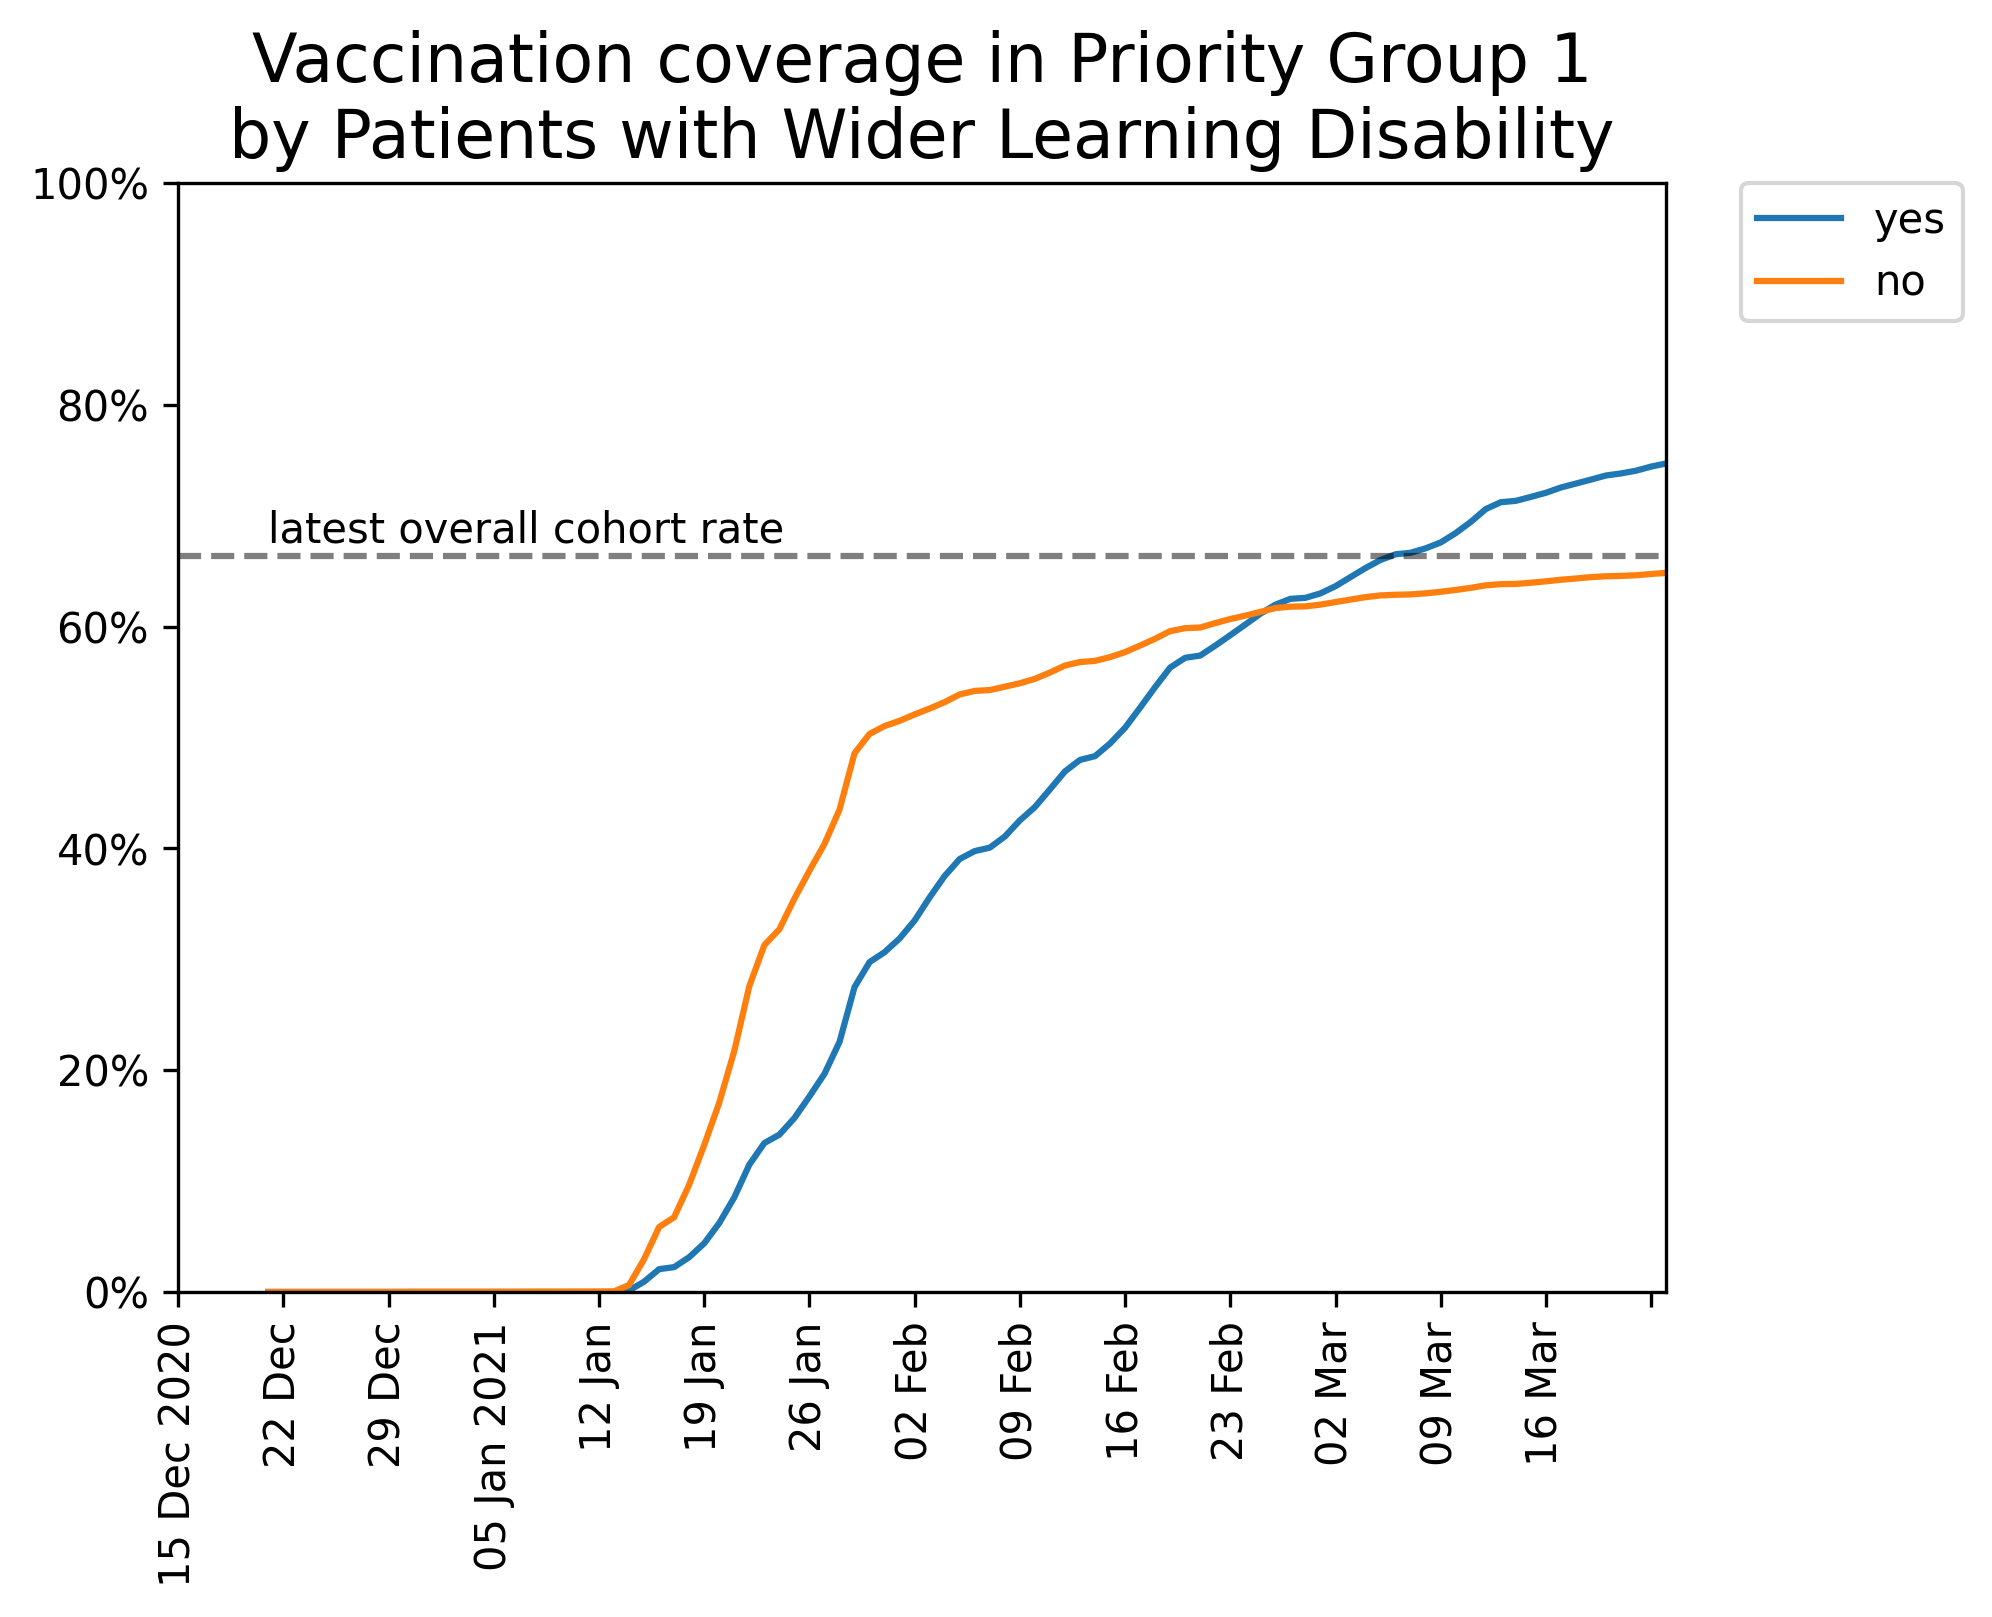 Vaccination coverage in Priority Group 1
by Patients with Wider Learning Disability
100%
80%
60%
40%
20%
0%
latest overall cohort rate
yes
no
15 Dec 2020
22 Dec
29 Dec
05 Jan 2021
12 Jan
19 Jan
26 Jan
02 Feb
09 Feb
16 Feb
23 Feb
02 Mar
09 Mar
16 Mar